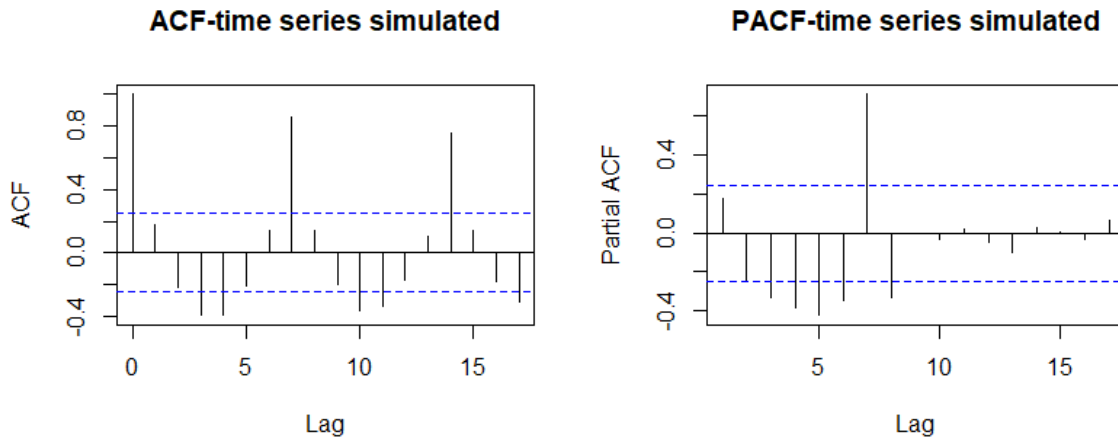 ACF-time series simulated
ACF
0.8
0.4
0.0
-0.4
0
5
10
15
Lag
PACF-time series simulated
Partial ACF
0.4
0.0
-0.4
5
10
15
Lag